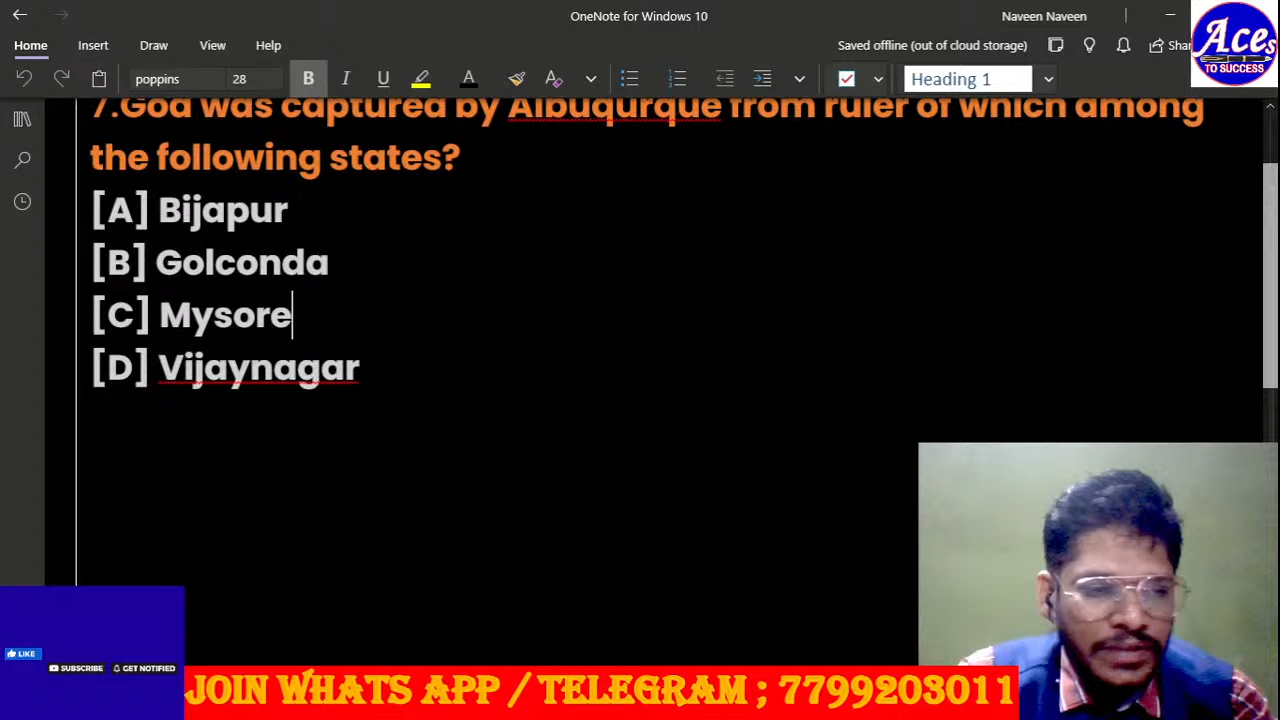 OneNote for Windows 10
Naveen Naveen
Home
Insert
Draw
View
Help
Saved offline (out of cloud storage)
Shar
poppins
28
B
I
U
A
A
Heading 1
ACes
TO SUCCESS
7.God was captured by Albuqurque from ruler of which among
the following states?
[A] Bijapur
[B] Golconda
[C] Mysore
[D] Vijaynagar
LIKE
SUBSCRIBE
GET NOTIFIED
JOIN WHATS APP / TELEGRAM ; 7799203011